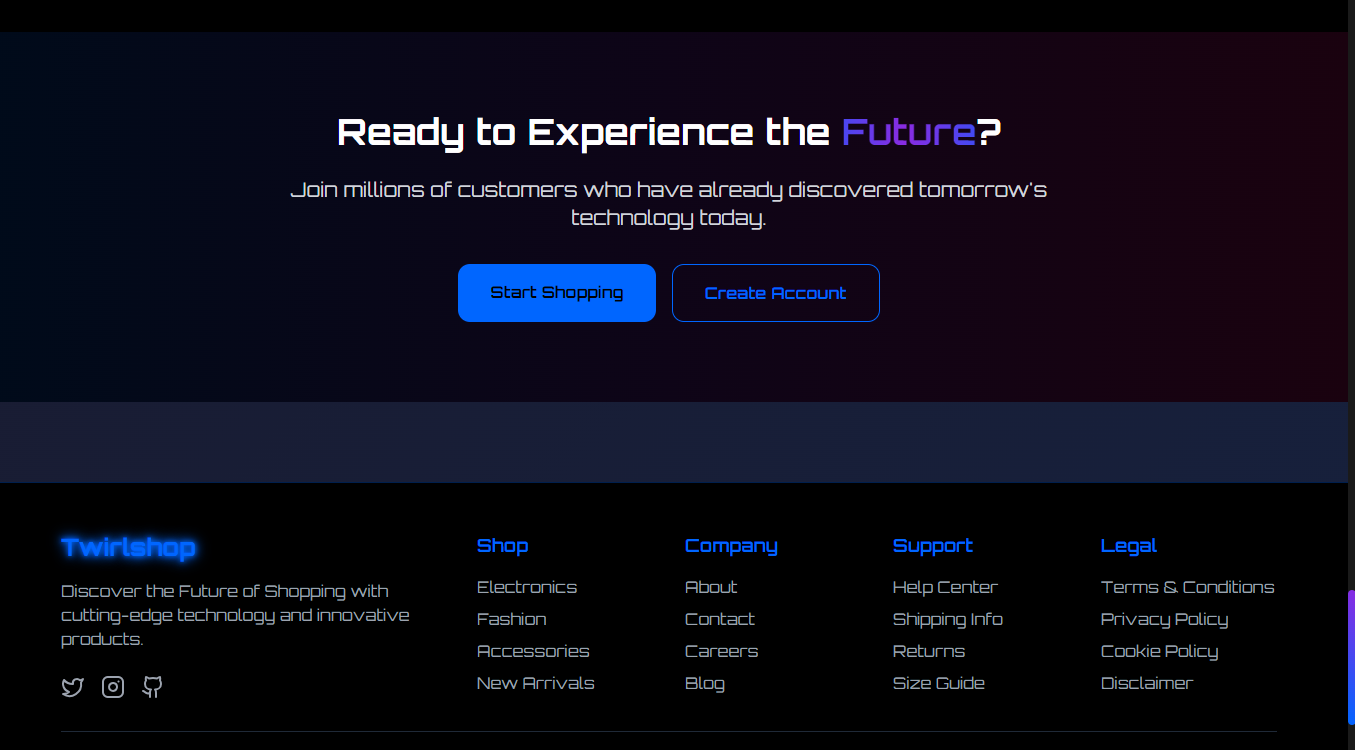 Ready to Experience the Future?
Join millions of customers who have already discovered tomorrow's
technology today.
Start Shopping
Create Account
Twirlshop
Discover the Future of Shopping with
cutting-edge technology and innovative
products.
Shop
Electronics
Fashion
Accessories
New Arrivals
Company
About
Contact
Careers
Blog
Support
Help Center
Shipping Info
Returns
Size Guide
Legal
Terms & Conditions
Privacy Policy
Cookie Policy
Disclaimer